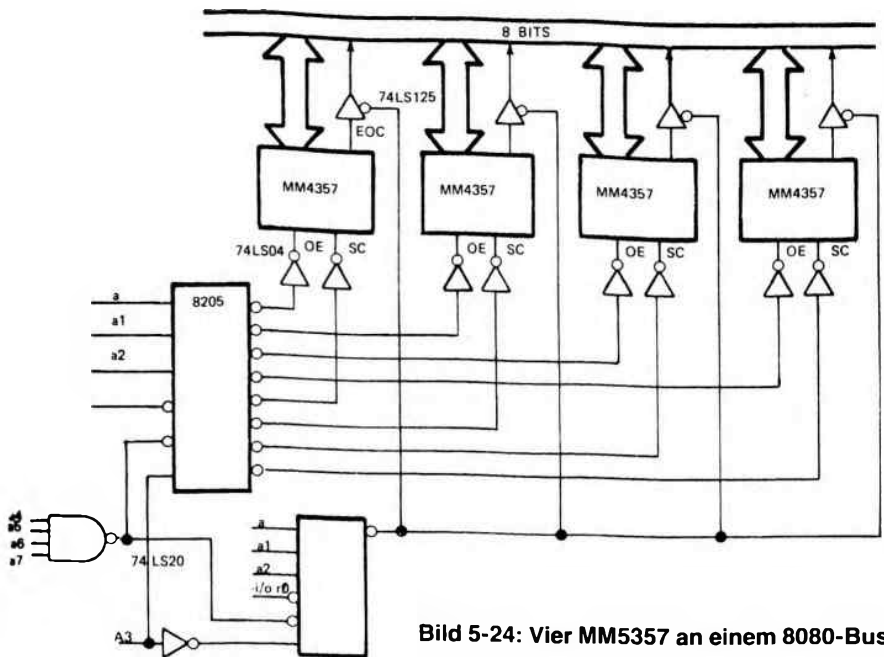 8 BITS
74LS125
EOC
MM4357
MM4357
MM4357
MM4357
74LS04
OE
SC
OE
SC
OE
SC
OE
SC
8205
a
a1
a2
a6
a7
74LS20
a
a1
a2
A3
Bild 5-24: Vier MM5357 an einem 8080-Bus